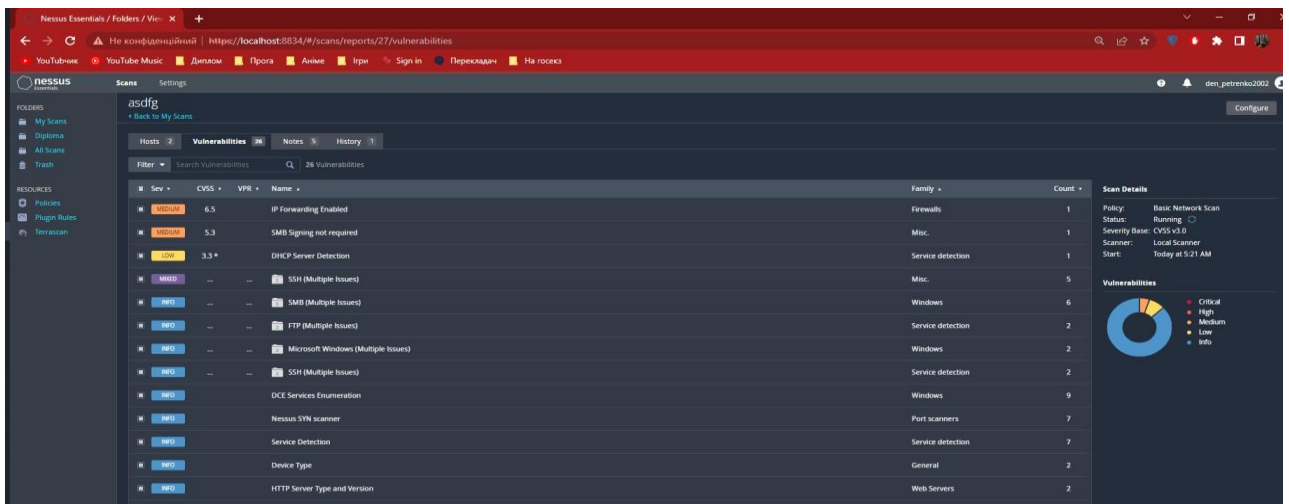 Nessus Essentials / Folders / Vie
Не конфіденційний | https://localhost:8834/#/scans/reports/27/vulnerabilities
YouTubчик YouTube Music Диплом Прога Аніме Ігри Sign in Перекладач На госекз
nessus Essentials Scans Settings den_petrenko2002
FOLDERS
My Scans
Diploma
All Scans
Trash
RESOURCES
Policies
Plugin Rules
Terrascan
asdfg
Back to My Scans
Configure
Hosts 2 Vulnerabilities 26 Notes 5 History 1
Filter Search Vulnerabilities 26 Vulnerabilities
Sev CVSS VPR Name Family Count
MEDIUM 6.5 IP Forwarding Enabled Firewalls 1
MEDIUM 5.3 SMB Signing not required Misc. 1
LOW 3.3 * DHCP Server Detection Service detection 1
MIXED ... ... SSH (Multiple Issues) Misc. 5
INFO ... ... SMB (Multiple Issues) Windows 6
INFO ... ... FTP (Multiple Issues) Service detection 2
INFO ... ... Microsoft Windows (Multiple Issues) Windows 2
INFO ... ... SSH (Multiple Issues) Service detection 2
INFO DCE Services Enumeration Windows 9
INFO Nessus SYN scanner Port scanners 7
INFO Service Detection Service detection 7
INFO Device Type General 2
INFO HTTP Server Type and Version Web Servers 2
Scan Details
Policy: Basic Network Scan
Status: Running
Severity Base: CVSS v3.0
Scanner: Local Scanner
Start: Today at 5:21 AM
Vulnerabilities
Critical
High
Medium
Low
Info